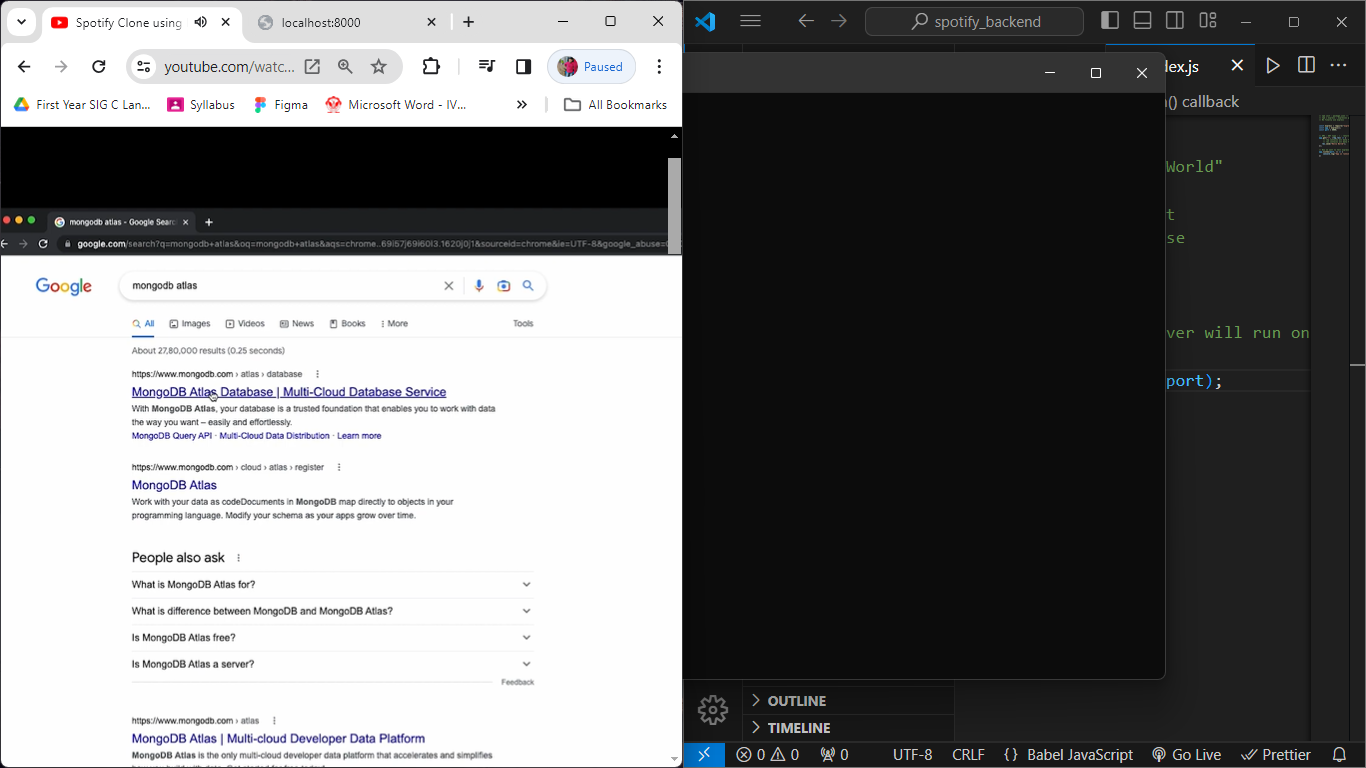 Spotify Clone using
localhost:8000
youtube.com/watc...
Paused
First Year SIG C Lan...
Syllabus
Figma
Microsoft Word - IV...
All Bookmarks
mongodb atlas - Google Searc
google.com/search?q=mongodb+atlas&oq=mongodb+atlas&aqs=chrome..69i57j69i60l3.1620j0j1&sourceid=chrome&ie=UTF-8&google_abuse=
Google
mongodb atlas
All
Images
Videos
News
Books
More
Tools
About 27,80,000 results (0.25 seconds)
https://www.mongodb.com › atlas › database
MongoDB Atlas Database | Multi-Cloud Database Service
With MongoDB Atlas, your database is a trusted foundation that enables you to work with data
the way you want – easily and effortlessly.
MongoDB Query API · Multi-Cloud Data Distribution · Learn more
https://www.mongodb.com › cloud › atlas › register
MongoDB Atlas
Work with your data as codeDocuments in MongoDB map directly to objects in your
programming language. Modify your schema as your apps grow over time.
People also ask
What is MongoDB Atlas for?
What is difference between MongoDB and MongoDB Atlas?
Is MongoDB Atlas free?
Is MongoDB Atlas a server?
Feedback
https://www.mongodb.com › atlas
MongoDB Atlas | Multi-cloud Developer Data Platform
MongoDB Atlas is the only multi-cloud developer data platform that accelerates and simplifies
spotify_backend
dex.js
() callback
World"
t
se
ver will run on
port);
OUTLINE
TIMELINE
0 0
0
UTF-8
CRLF
{ } Babel JavaScript
Go Live
Prettier